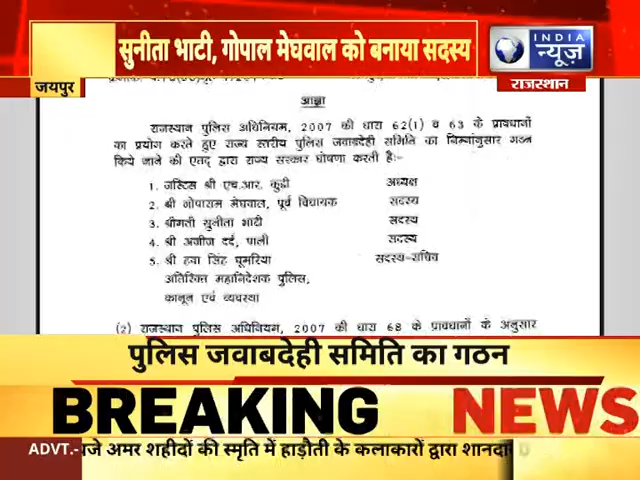 सुनीता भाटी, गोपाल मेघवाल को बनाया सदस्य
INDIA
न्यूज़
जयपुर
राजस्थान
आज्ञा
राजस्थान पुलिस अधिनियम, 2007 की धारा 62(1) व 63 के प्रावधानों
का प्रयोग करते हुए राज्य स्तरीय पुलिस जवाबदेही समिति का निम्नानुसार गठन
किये जाने की एतद् द्वारा राज्य सरकार घोषणा करती है:-
1. जस्टिस श्री एच.आर. कुड़ी अध्यक्ष
2. श्री गोपाराम मेघवाल, पूर्व विधायक सदस्य
3. श्रीमती सुनीता भाटी सदस्य
4. श्री अजीज दर्द, पाली सदस्य
5. श्री हवा सिंह घूमरिया सदस्य-सचिव
अतिरिक्त महानिदेशक पुलिस,
कानून एवं व्यवस्था
(2) राजस्थान पुलिस अधिनियम, 2007 की धारा 68 के प्रावधानों के अनुसार
पुलिस जवाबदेही समिति का गठन
BREAKING NEWS
ADVT.- अमर शहीदों की स्मृति में हाड़ौती के कलाकारों द्वारा